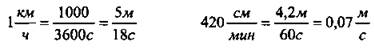 1 км/ч = 1000/3600с = 5м/18с     420 см/мин = 4,2м/60с = 0,07 м/с